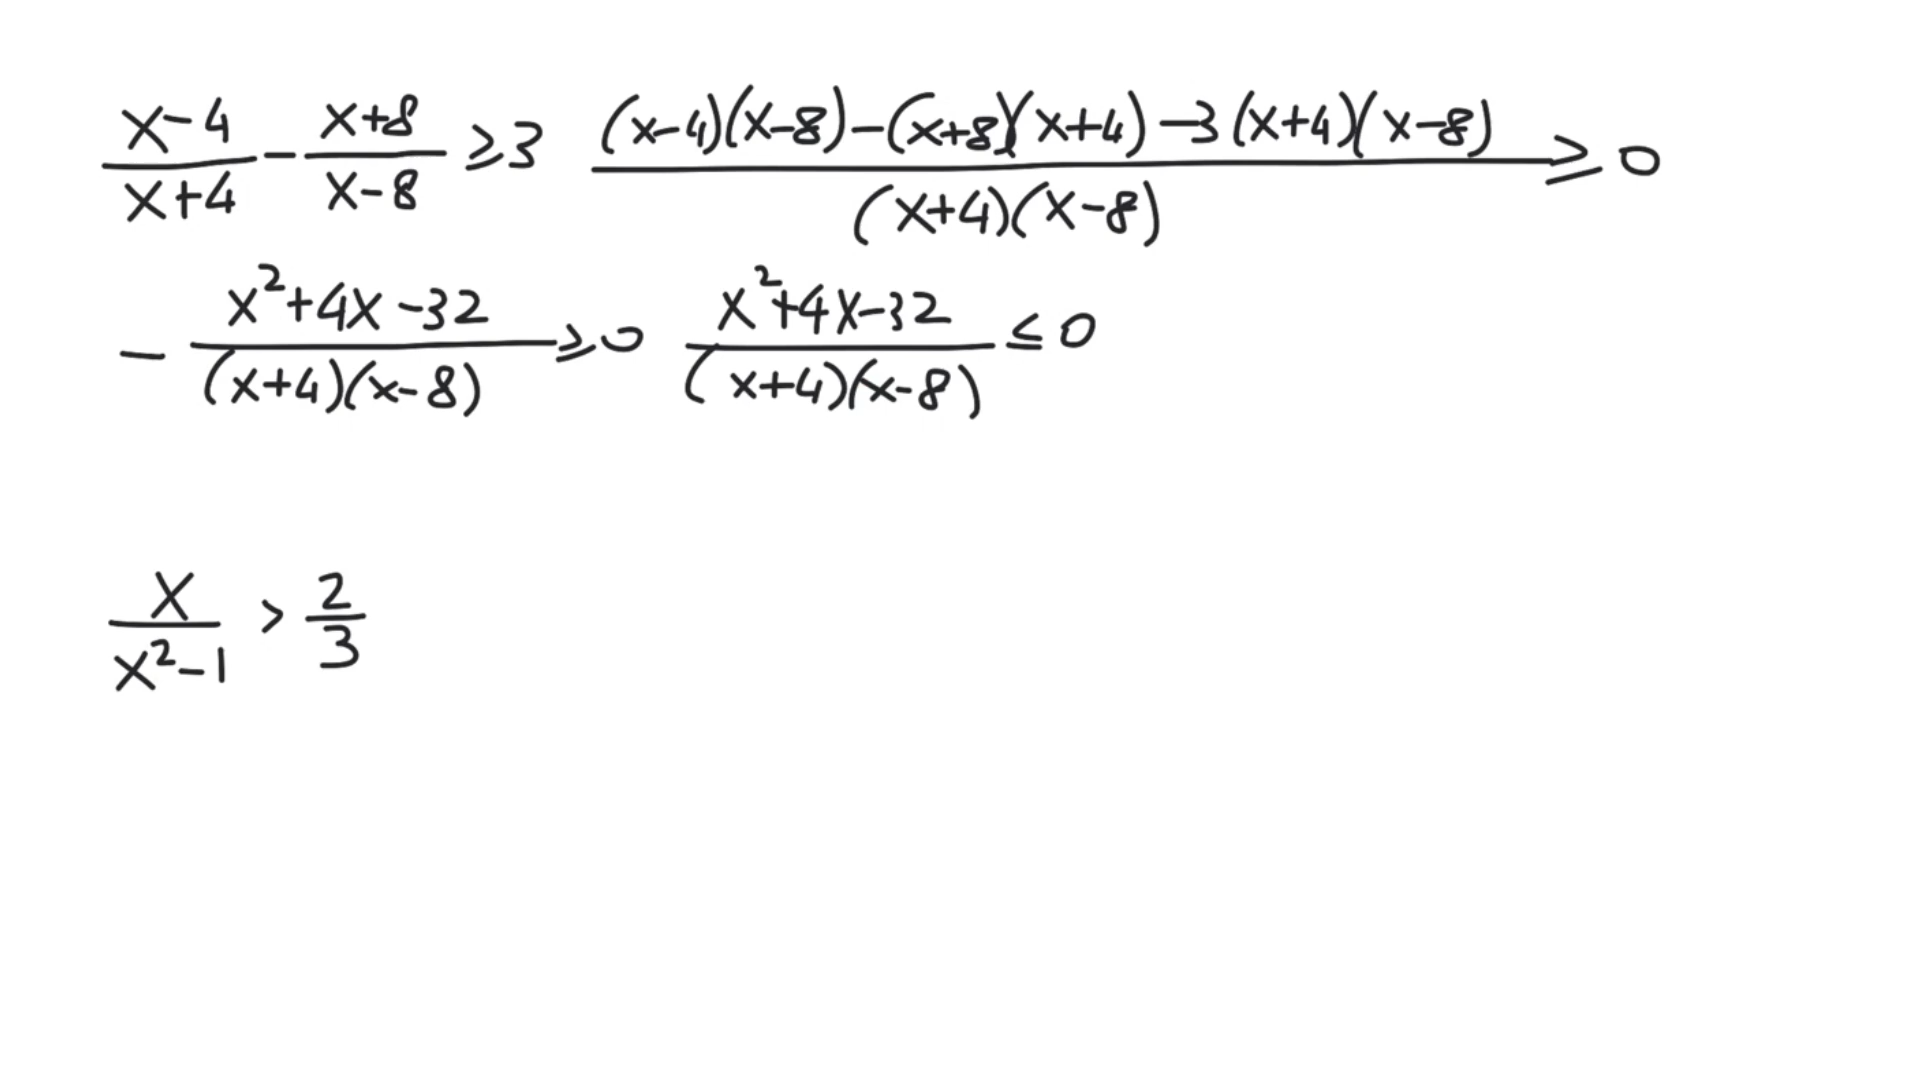 (x-4)/(x+4) - (x+8)/(x-8) ≥ 3   ((x-4)(x-8)-(x+8)(x+4)-3(x+4)(x-8))/((x+4)(x-8)) ≥ 0
- (x²+4x-32)/((x+4)(x-8)) ≥ 0   (x²+4x-32)/((x+4)(x-8)) ≤ 0
x/(x²-1) > 2/3